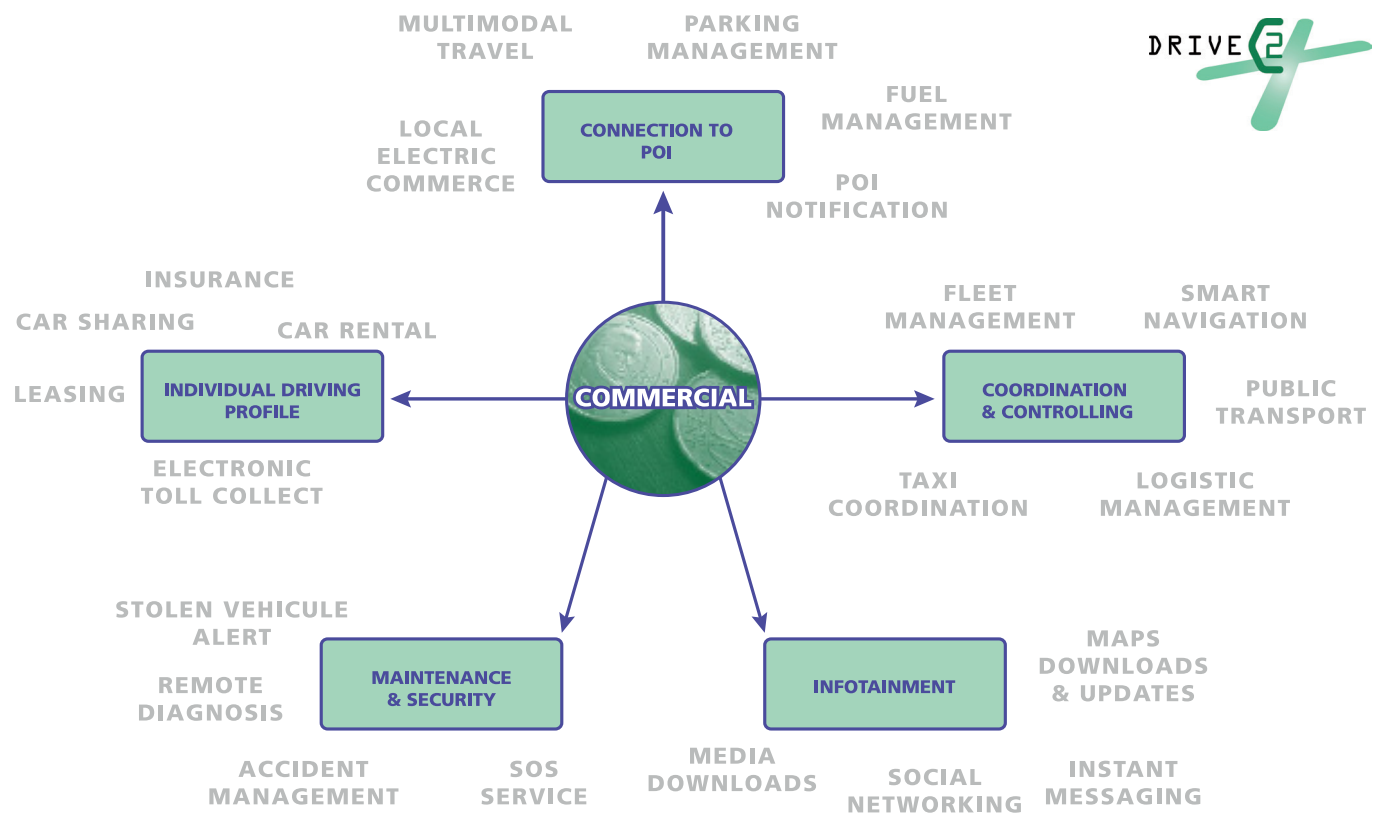 MULTIMODAL
TRAVEL
PARKING
MANAGEMENT
DRIVE C2X
FUEL
MANAGEMENT
CONNECTION TO
POI
LOCAL
ELECTRIC
COMMERCE
POI
NOTIFICATION
INSURANCE
CAR SHARING
CAR RENTAL
LEASING
INDIVIDUAL DRIVING
PROFILE
ELECTRONIC
TOLL COLLECT
COMMERCIAL
FLEET
MANAGEMENT
SMART
NAVIGATION
COORDINATION
& CONTROLLING
PUBLIC
TRANSPORT
TAXI
COORDINATION
LOGISTIC
MANAGEMENT
STOLEN VEHICULE
ALERT
MAINTENANCE
& SECURITY
REMOTE
DIAGNOSIS
ACCIDENT
MANAGEMENT
SOS
SERVICE
INFOTAINMENT
MAPS
DOWNLOADS
& UPDATES
MEDIA
DOWNLOADS
SOCIAL
NETWORKING
INSTANT
MESSAGING